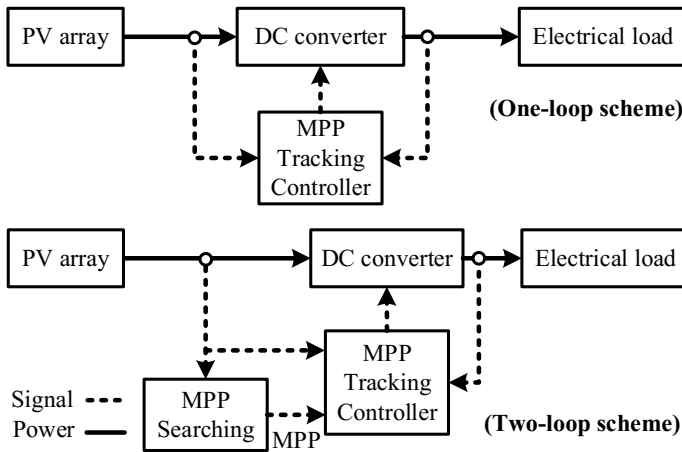 PV array
DC converter
Electrical load
(One-loop scheme)
MPP
Tracking
Controller
PV array
DC converter
Electrical load
MPP
Tracking
Controller
Signal
Power
MPP
Searching
MPP
(Two-loop scheme)